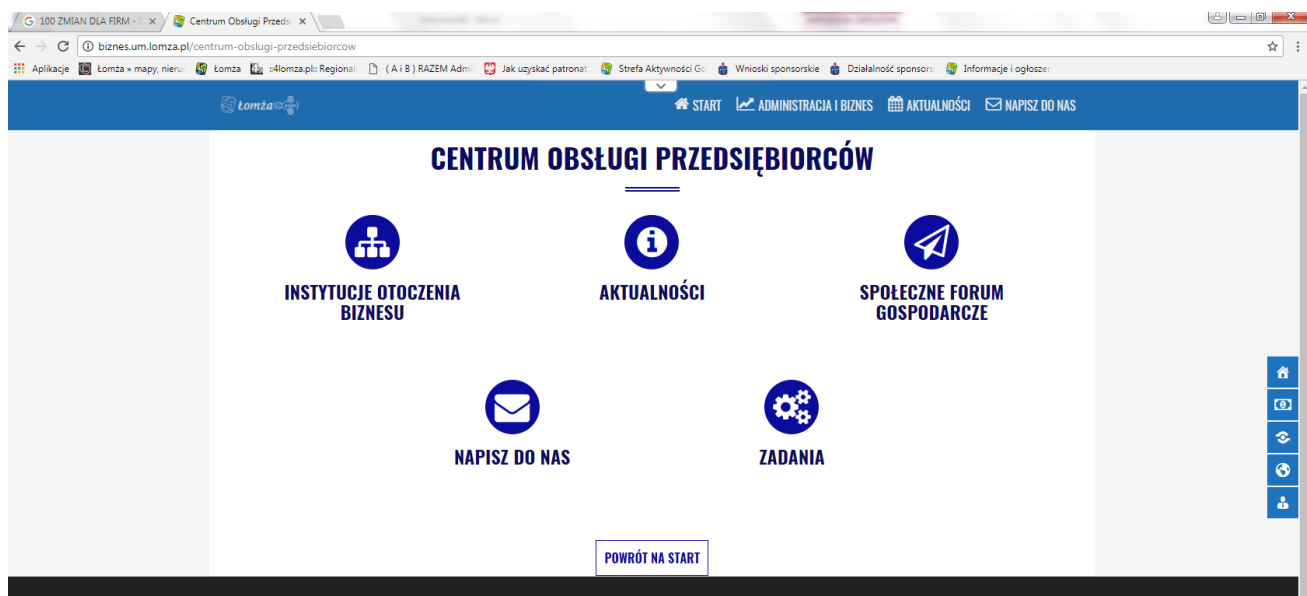 100 ZMIAN DLA FIRM -
Centrum Obsługi Przeds
biznes.um.lomza.pl/centrum-obslugi-przedsiebiorcow
Aplikacje Łomża » mapy, nieruc Łomża :4lomza.pl:: Regional ( A i B ) RAZEM Admi Jak uzyskać patronat Strefa Aktywności Go Wnioski sponsorskie Działalność sponsors Informacje i ogłoszen
Łomża
START ADMINISTRACJA I BIZNES AKTUALNOŚCI NAPISZ DO NAS
CENTRUM OBSŁUGI PRZEDSIĘBIORCÓW
INSTYTUCJE OTOCZENIA
BIZNESU
AKTUALNOŚCI
SPOŁECZNE FORUM
GOSPODARCZE
NAPISZ DO NAS
ZADANIA
POWRÓT NA START